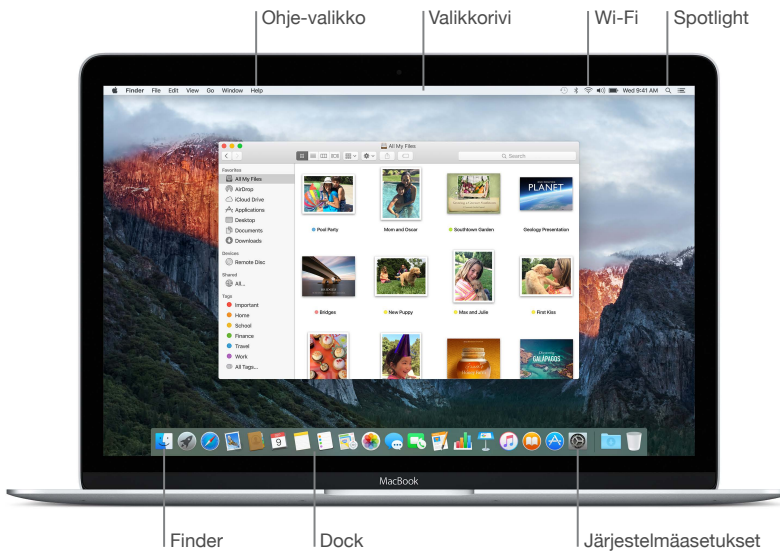 Ohje-valikko Valikkorivi Wi-Fi Spotlight
Finder File Edit View Go Window Help Wed 9:41 AM
All My Files
Search
Favorites
All My Files
AirDrop
iCloud Drive
Applications
Desktop
Documents
Downloads
Devices
Remote Disc
Shared
All...
Tags
Important
Home
School
Finance
Travel
Work
All Tags...
PLANET
Pool Party Mom and Oscar Southtown Garden Geology Presentation
Bridges New Puppy Max and Julie First Kiss
GALÁPAGOS
9
MacBook
Finder Dock Järjestelmäasetukset